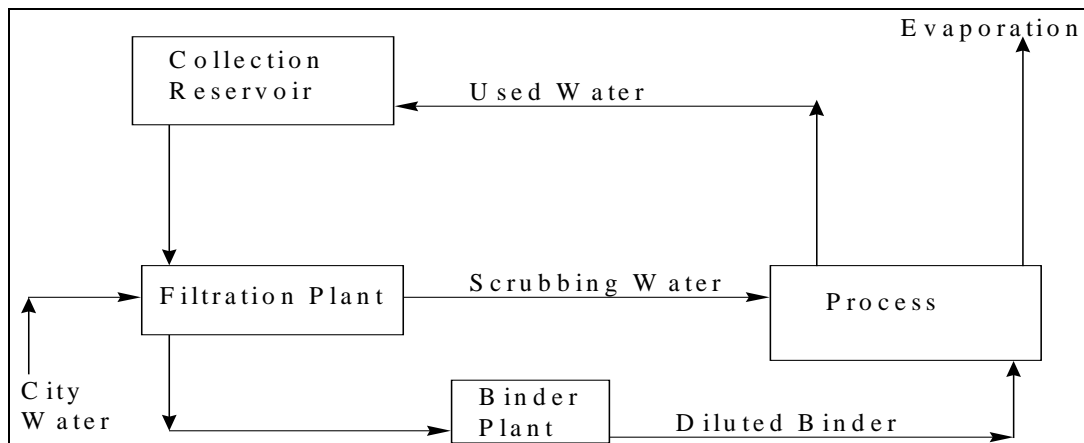 Evaporation
Collection
Reservoir
Used Water
Filtration Plant
Scrubbing Water
Process
City
Water
Binder
Plant
Diluted Binder